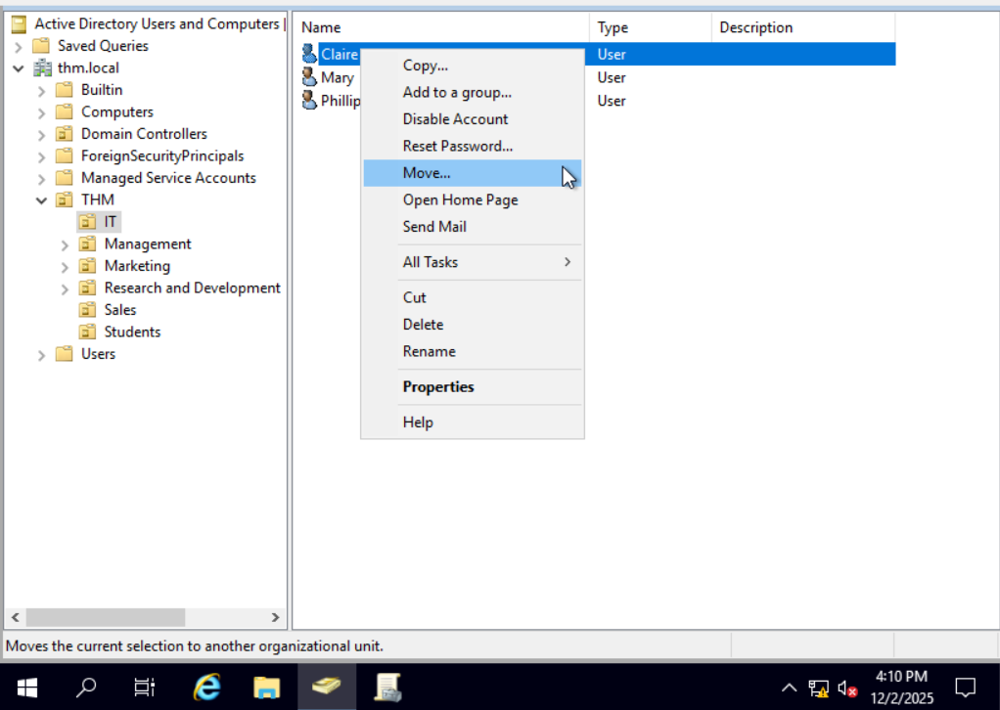 Active Directory Users and Computers
Saved Queries
thm.local
Builtin
Computers
Domain Controllers
ForeignSecurityPrincipals
Managed Service Accounts
THM
IT
Management
Marketing
Research and Development
Sales
Students
Users
Name Type Description
Claire User
Mary User
Phillip User
Copy...
Add to a group...
Disable Account
Reset Password...
Move...
Open Home Page
Send Mail
All Tasks
Cut
Delete
Rename
Properties
Help
Moves the current selection to another organizational unit.
4:10 PM
12/2/2025